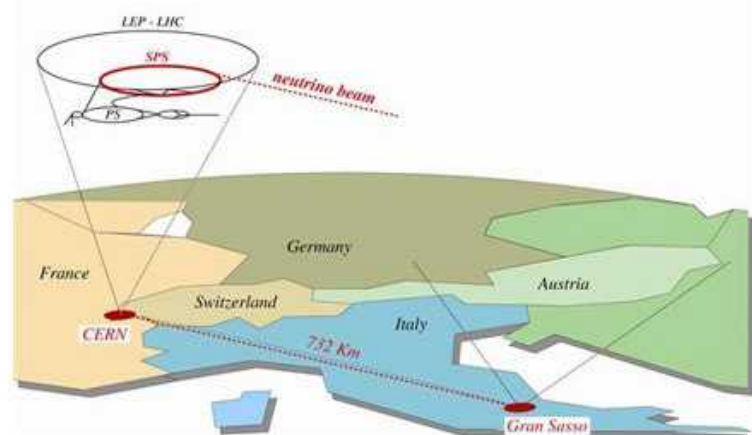 LEP - LHC
SPS
neutrino beam
PS
Germany
France
Austria
Switzerland
Italy
CERN
732 Km
Gran Sasso